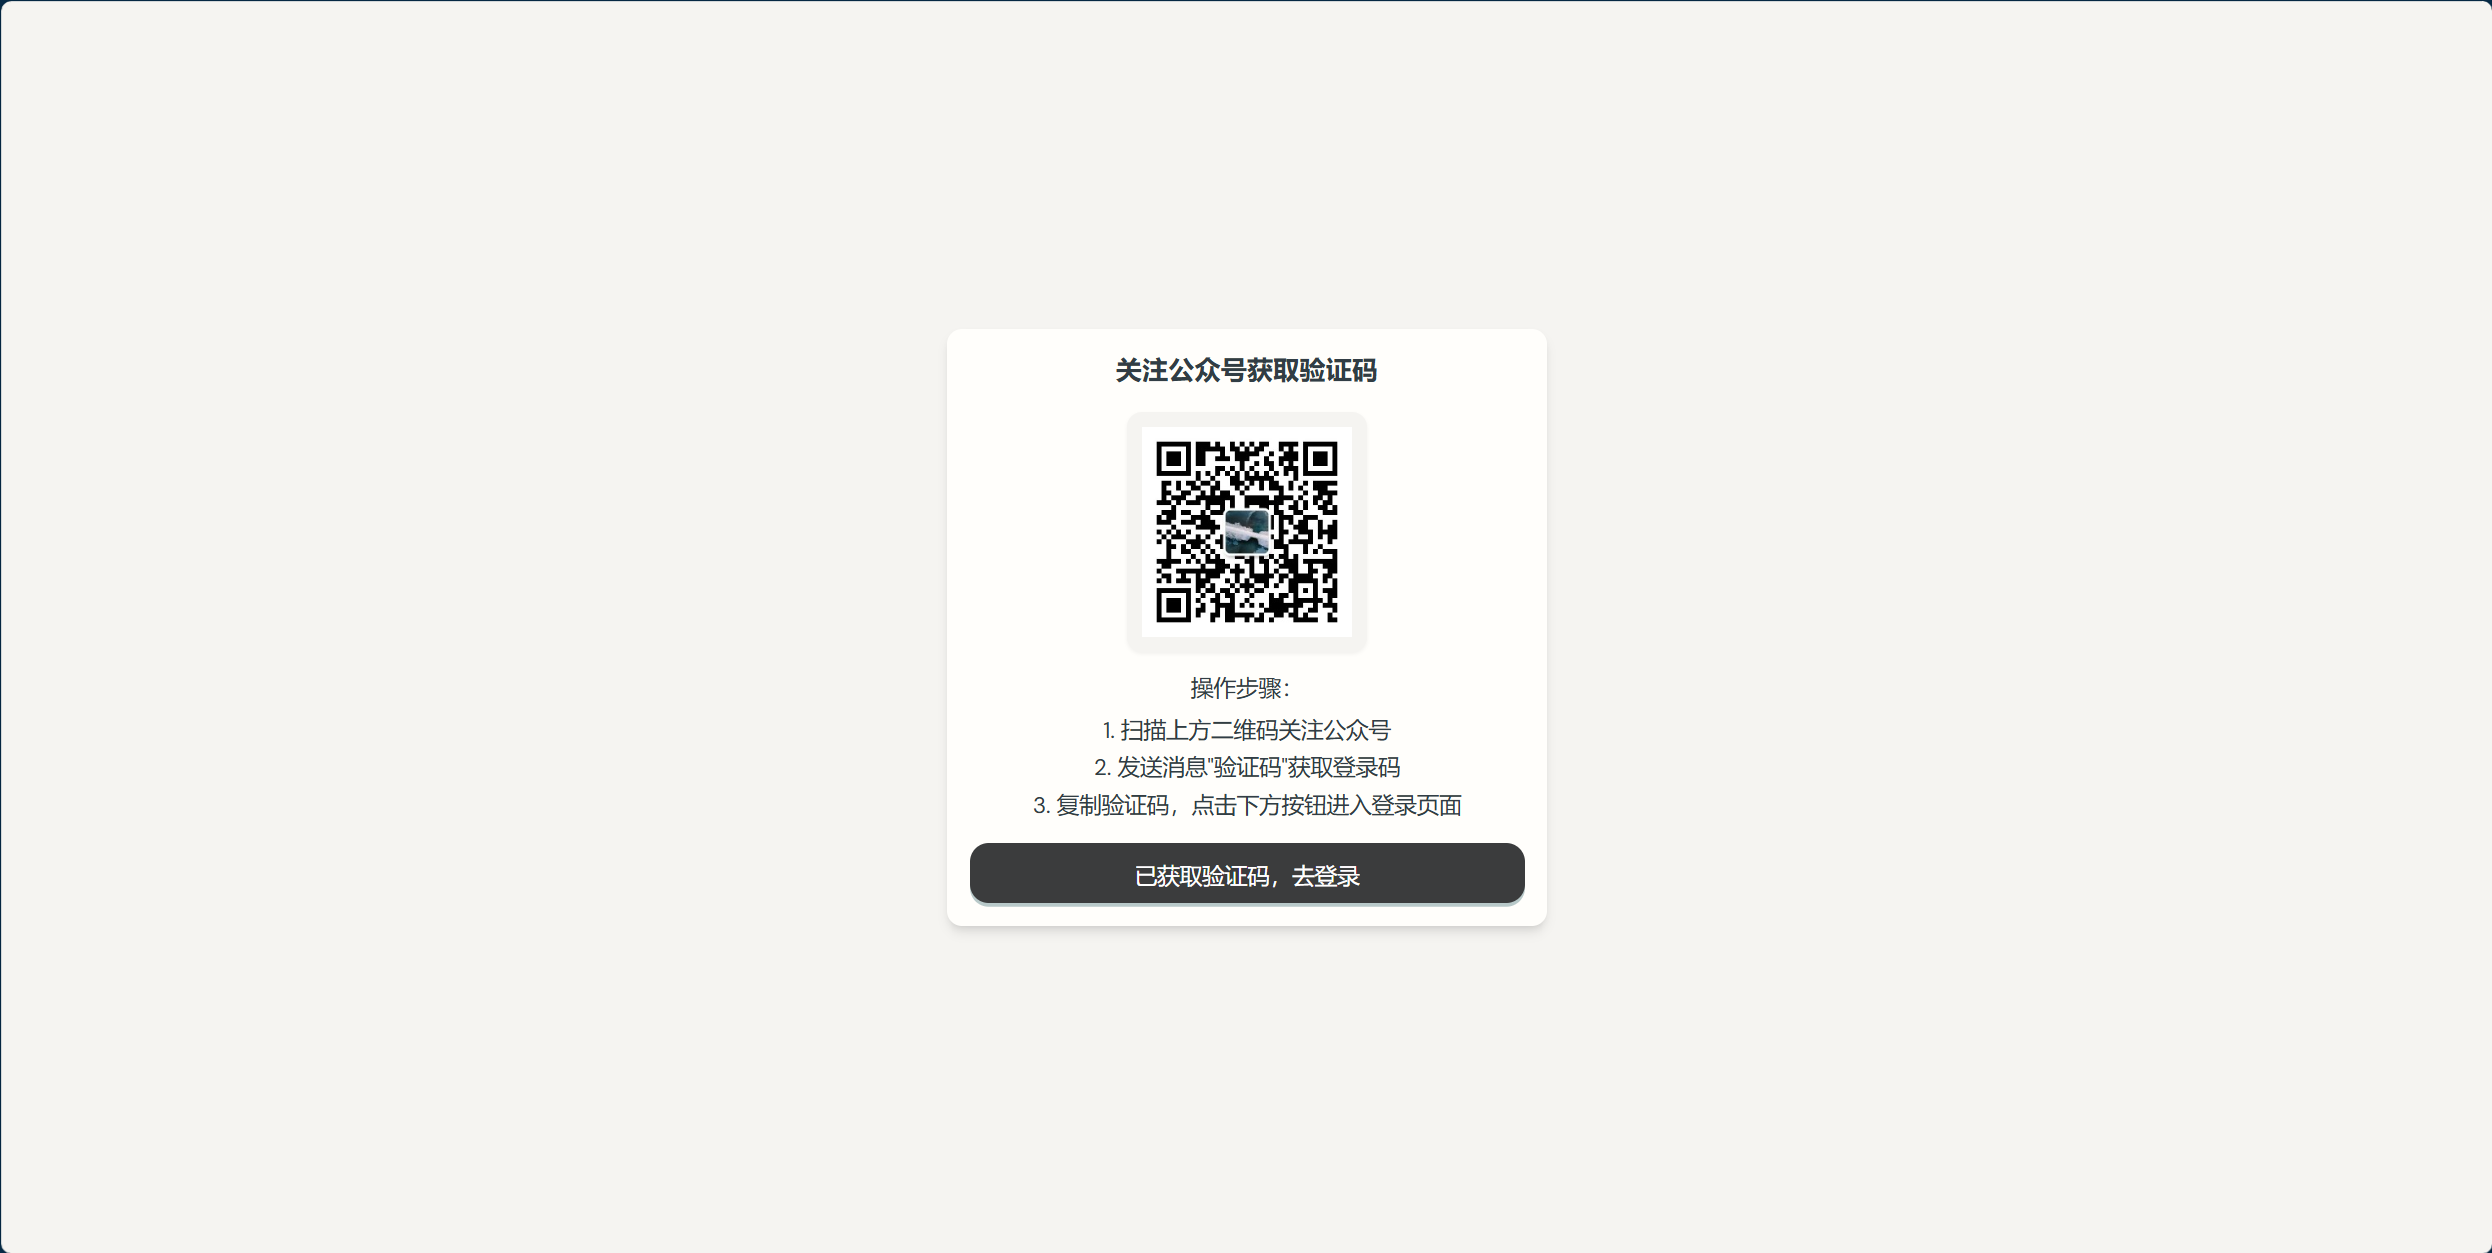 关注公众号获取验证码
操作步骤：
1. 扫描上方二维码关注公众号
2. 发送消息"验证码"获取登录码
3. 复制验证码，点击下方按钮进入登录页面
已获取验证码，去登录